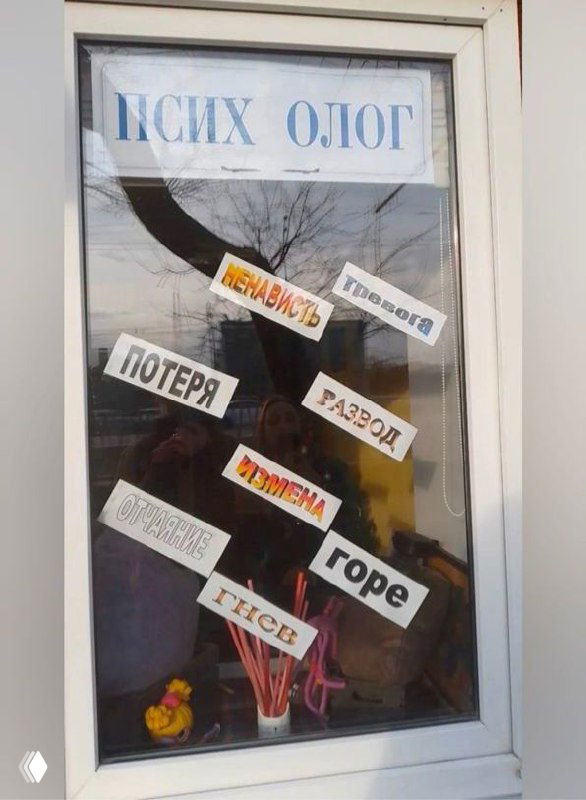 ПСИХ ОЛОГ
НЕНАВИСТЬ
тревога
ПОТЕРЯ
РАЗВОД
ИЗМЕНА
ОТЧАЯНИЕ
горе
гнев